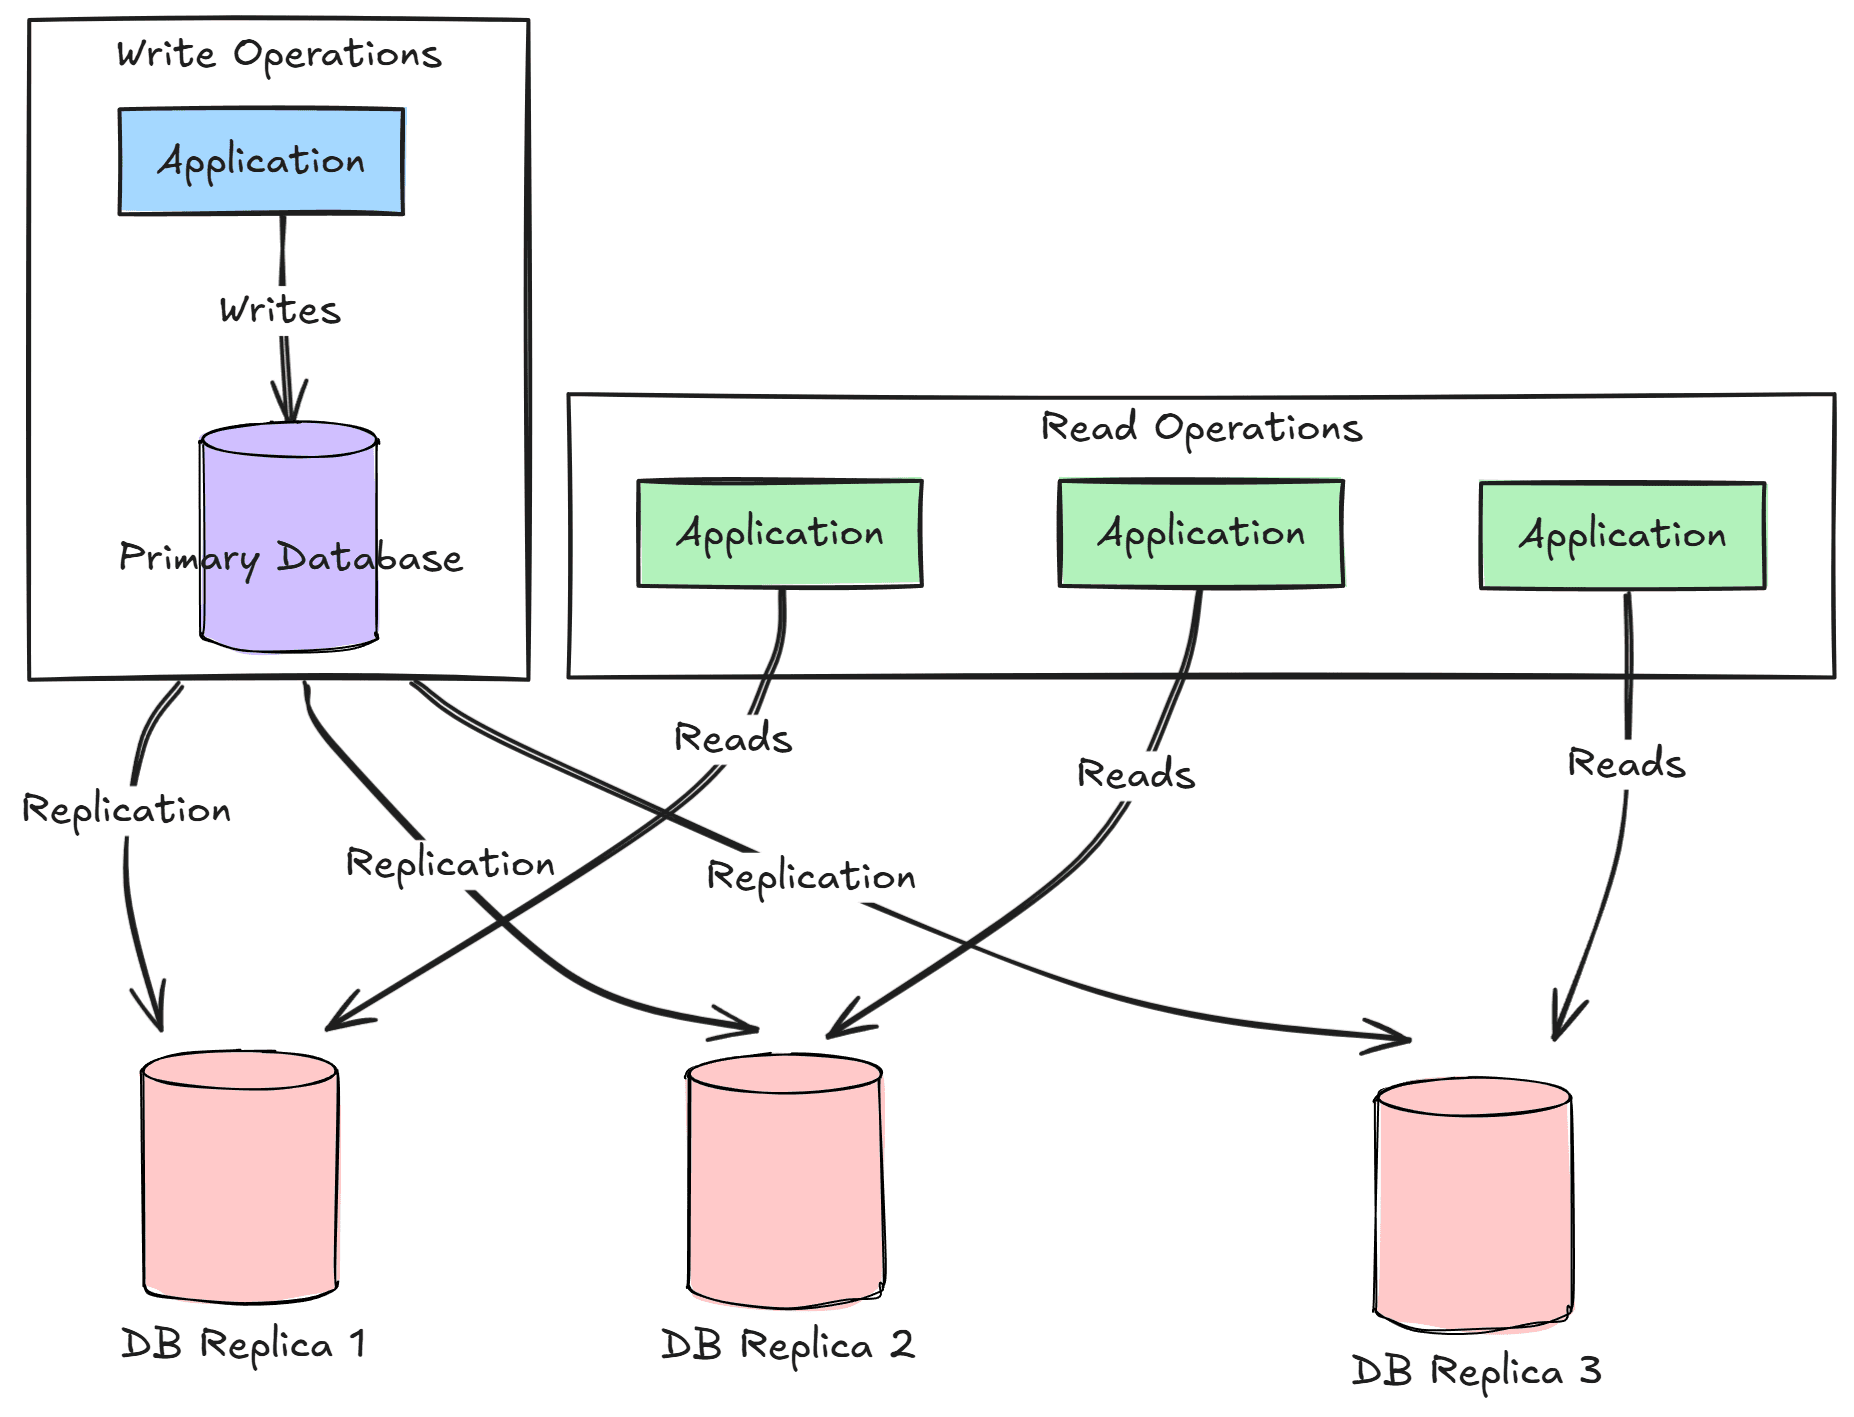 Write Operations
Application
Writes
Primary Database
Read Operations
Application
Application
Application
Reads
Reads
Reads
Replication
Replication
Replication
DB Replica 1
DB Replica 2
DB Replica 3